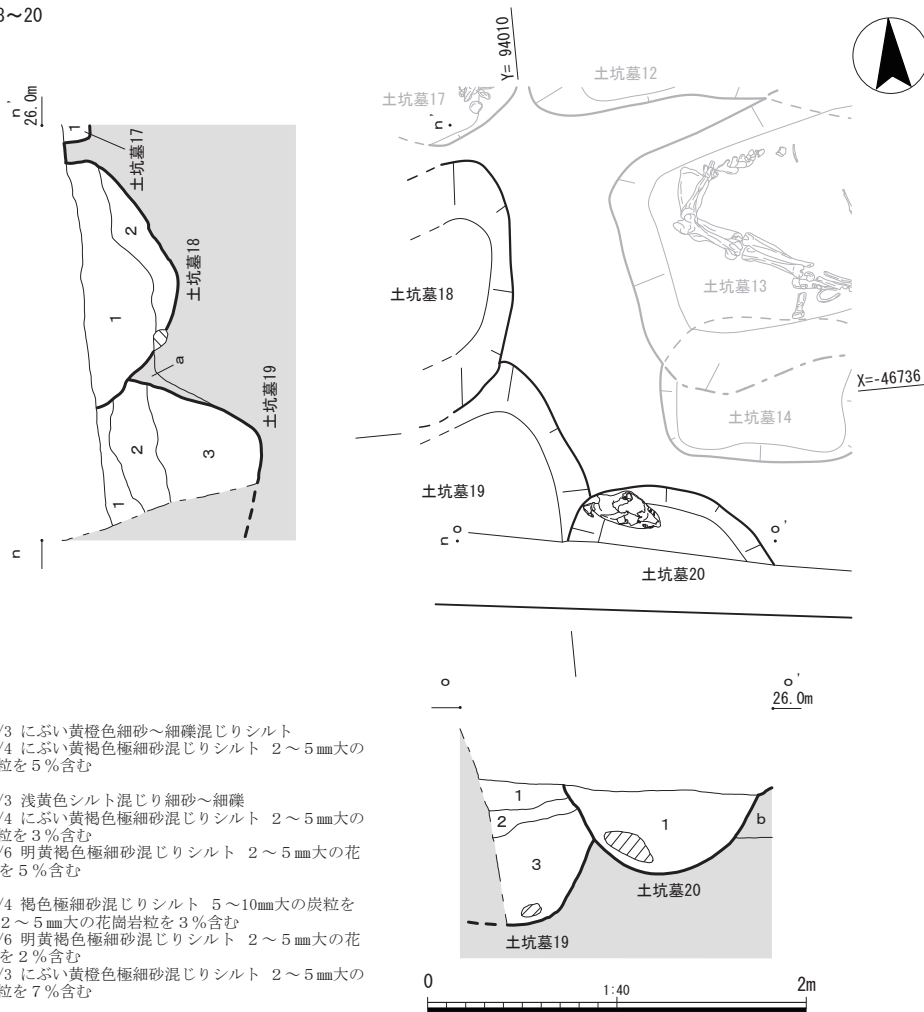 3～20
Y= 94010
土坑墓12
土坑墓17
n'
n'
26.0m
1
土坑墓17
2
土坑墓18
1
a
土坑墓19
2
3
1
n
土坑墓18
土坑墓13
X=-46736
土坑墓14
土坑墓19
n
o
o'
土坑墓20
o
o'
26.0m
1
2
3
1
b
土坑墓20
土坑墓19
/3 にぶい黄橙色細砂～細礫混じりシルト
/4 にぶい黄褐色極細砂混じりシルト 2～5㎜大の
粒を5％含む
/3 浅黄色シルト混じり細砂～細礫
/4 にぶい黄褐色極細砂混じりシルト 2～5㎜大の
粒を3％含む
/6 明黄褐色極細砂混じりシルト 2～5㎜大の花
を5％含む
/4 褐色極細砂混じりシルト 5～10㎜大の炭粒を
2～5㎜大の花崗岩粒を3％含む
/6 明黄褐色極細砂混じりシルト 2～5㎜大の花
を2％含む
/3 にぶい黄橙色極細砂混じりシルト 2～5㎜大の
粒を7％含む
0
1:40
2m